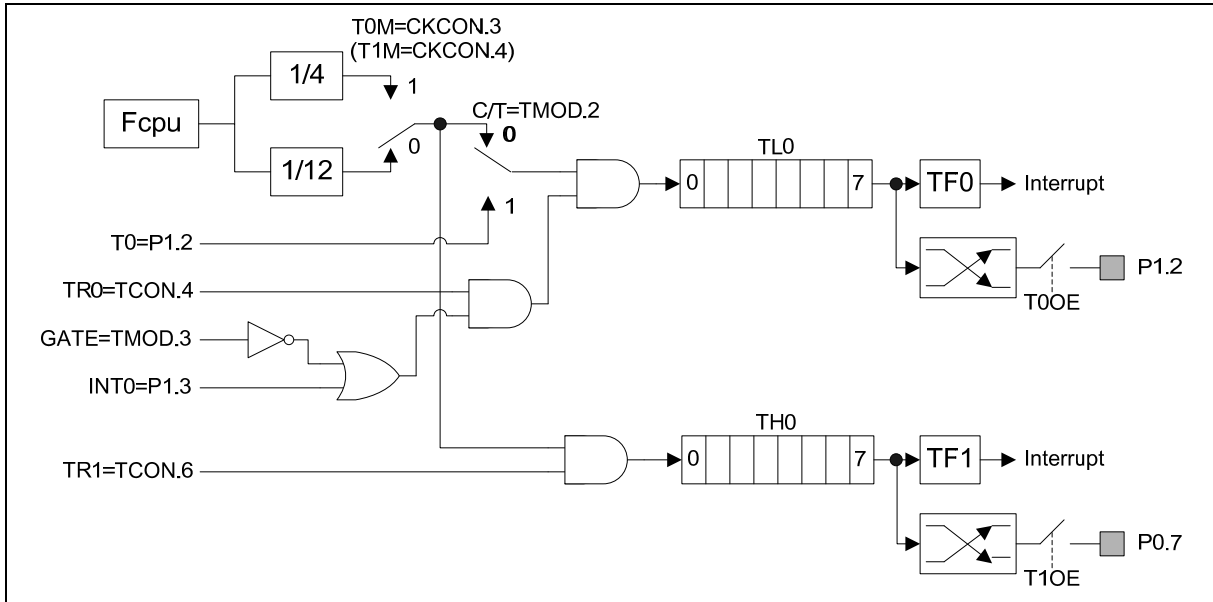 T0M=CKCON.3
(T1M=CKCON.4)
1/4
1
Fcpu
C/T=TMOD.2
0
0
1/12
1
TL0
0 7
TF0
Interrupt
T0=P1.2
P1.2
T0OE
TR0=TCON.4
GATE=TMOD.3
INT0=P1.3
TH0
0 7
TF1
Interrupt
TR1=TCON.6
P0.7
T1OE